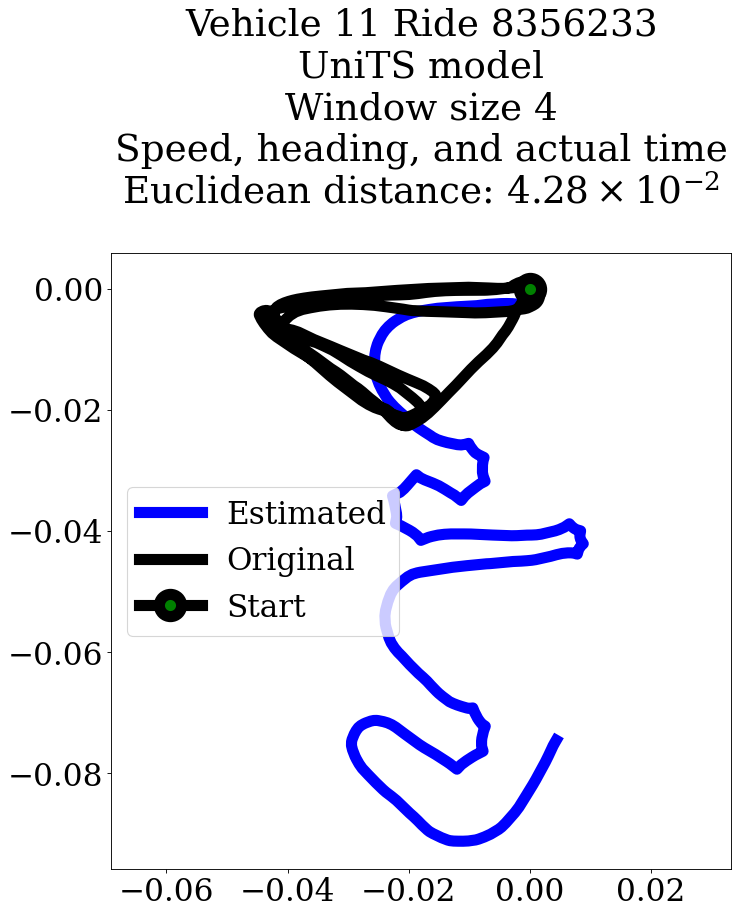 Vehicle 11 Ride 8356233
UniTS model
Window size 4
Speed, heading, and actual time
Euclidean distance: 4.28 × 10⁻²
0.00
−0.02
−0.04
−0.06
−0.08
Estimated
Original
Start
−0.06 −0.04 −0.02 0.00 0.02